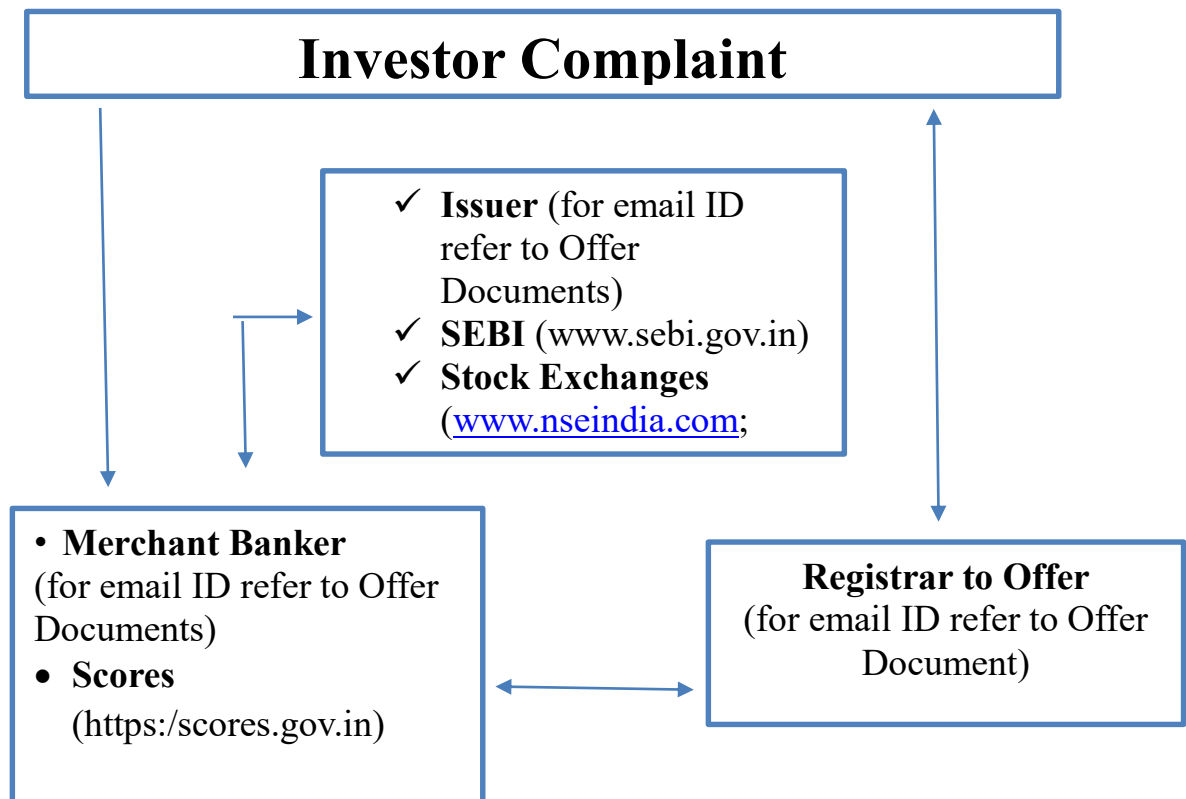 Investor Complaint
✓ Issuer (for email ID
refer to Offer
Documents)
✓ SEBI (www.sebi.gov.in)
✓ Stock Exchanges
(www.nseindia.com;
• Merchant Banker
(for email ID refer to Offer
Documents)
• Scores
(https:/scores.gov.in)
Registrar to Offer
(for email ID refer to Offer
Document)